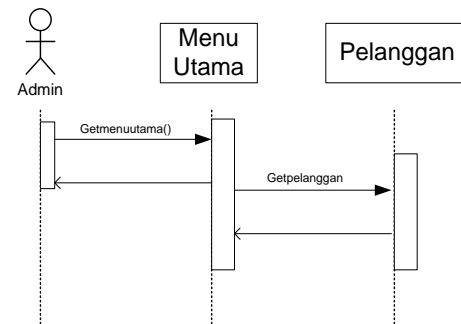 Menu
Utama
Pelanggan
Admin
Getmenuutama()
Getpelanggan